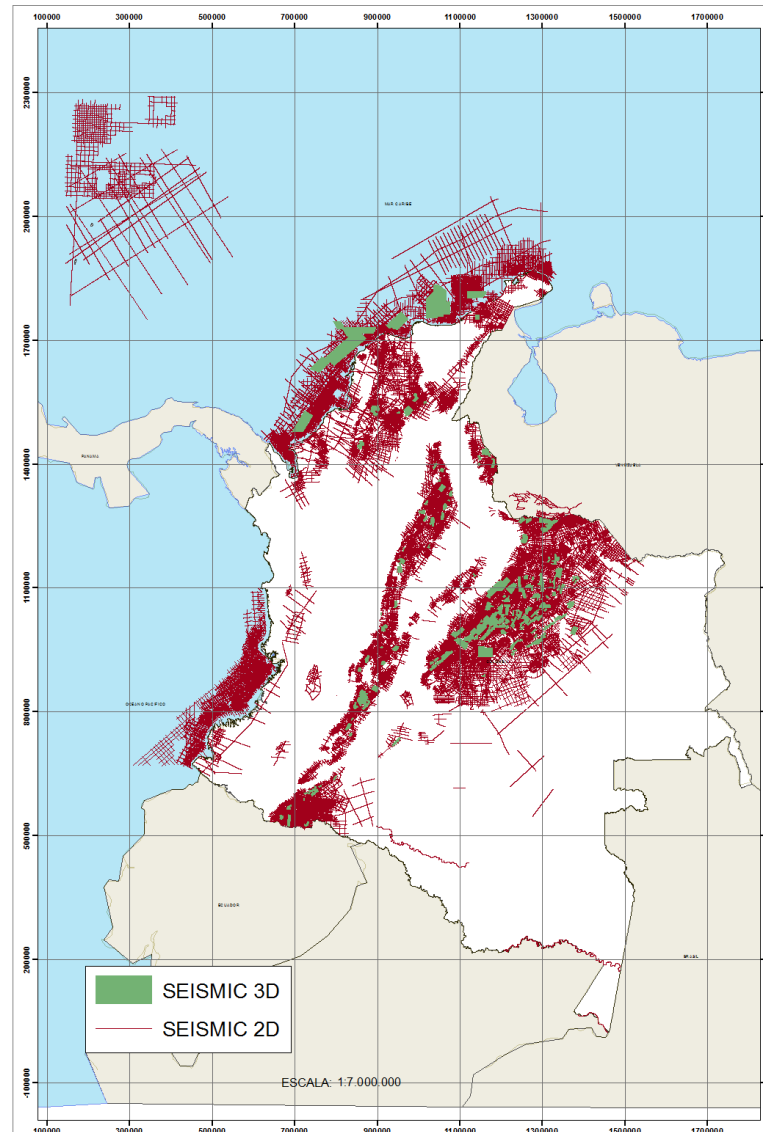 100000 300000 500000 700000 900000 1100000 1300000 1500000 1700000
2300000
2000000
1700000
1400000
1100000
800000
500000
200000
-100000
MAR CARIBE
PANAMA
VENEZUELA
OCEANO PACIFICO
ECUADOR
BRASIL
SEISMIC 3D
SEISMIC 2D
ESCALA: 1:7.000.000
100000 300000 500000 700000 900000 1100000 1300000 1500000 1700000